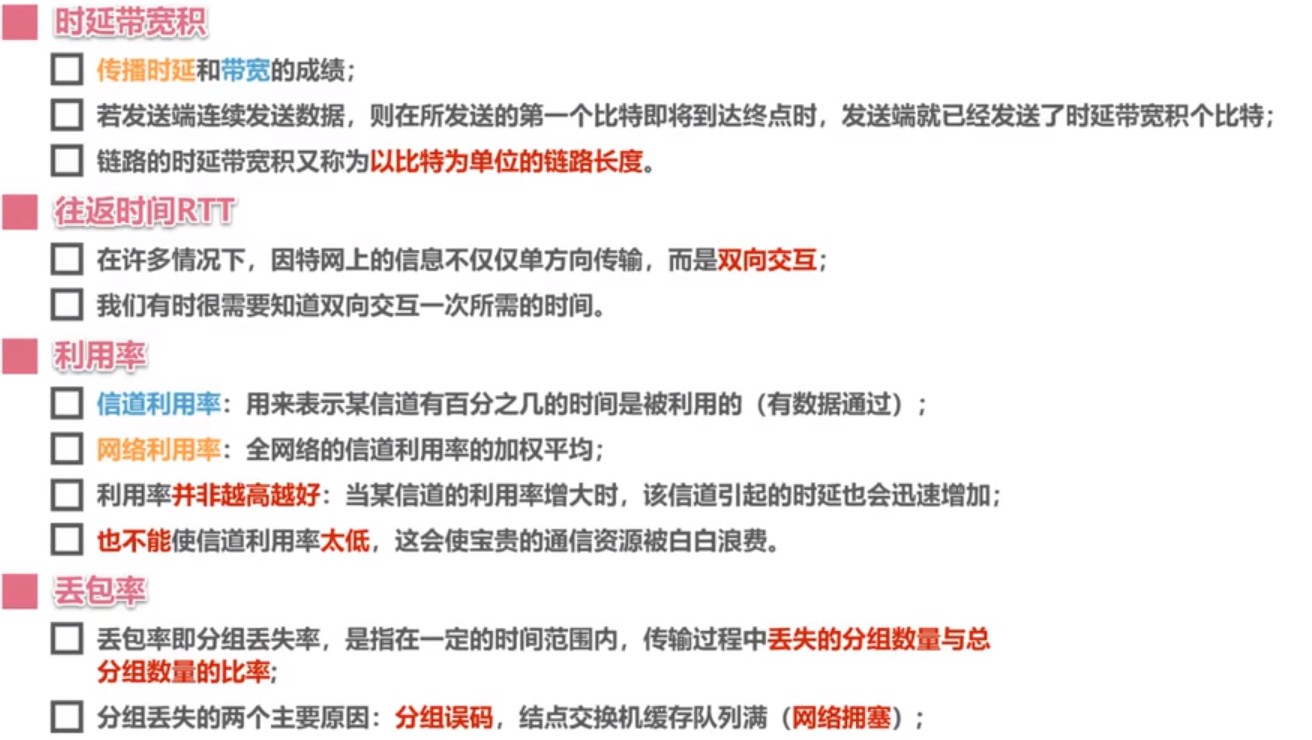 时延带宽积
传播时延和带宽的成绩；
若发送端连续发送数据，则在所发送的第一个比特即将到达终点时，发送端就已经发送了时延带宽积个比特；
链路的时延带宽积又称为以比特为单位的链路长度。
往返时间RTT
在许多情况下，因特网上的信息不仅仅单方向传输，而是双向交互；
我们有时很需要知道双向交互一次所需的时间。
利用率
信道利用率：用来表示某信道有百分之几的时间是被利用的（有数据通过）；
网络利用率：全网络的信道利用率的加权平均；
利用率并非越高越好：当某信道的利用率增大时，该信道引起的时延也会迅速增加；
也不能使信道利用率太低，这会使宝贵的通信资源被白白浪费。
丢包率
丢包率即分组丢失率，是指在一定的时间范围内，传输过程中丢失的分组数量与总
分组数量的比率；
分组丢失的两个主要原因：分组误码，结点交换机缓存队列满（网络拥塞）；